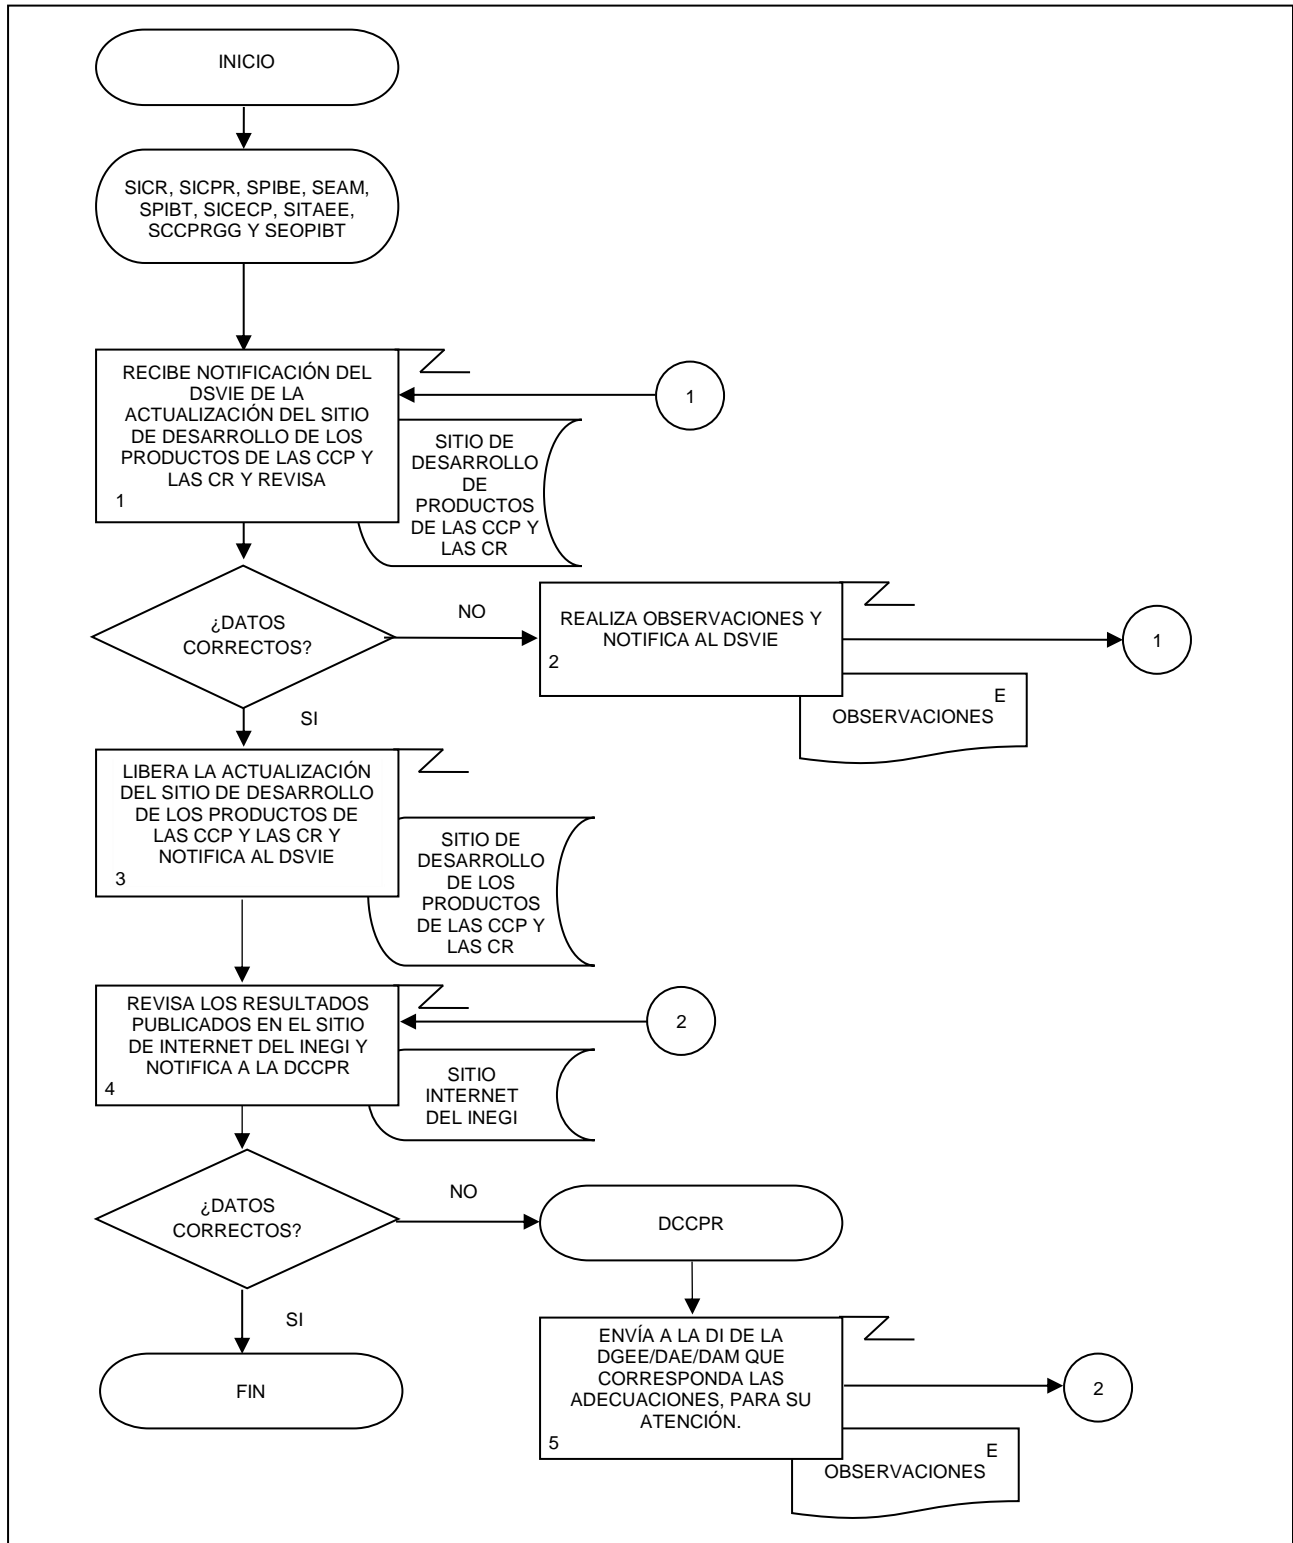 INICIO
SICR, SICPR, SPIBE, SEAM,
SPIBT, SICECP, SITAEE,
SCCPRGG Y SEOPIBT
RECIBE NOTIFICACIÓN DEL
DSVIE DE LA
ACTUALIZACIÓN DEL SITIO
DE DESARROLLO DE LOS
PRODUCTOS DE LAS CCP Y
LAS CR Y REVISA
1
1
SITIO DE
DESARROLLO
DE
PRODUCTOS
DE LAS CCP Y
LAS CR
¿DATOS
CORRECTOS?
NO
REALIZA OBSERVACIONES Y
NOTIFICA AL DSVIE
2
1
E
OBSERVACIONES
SI
LIBERA LA ACTUALIZACIÓN
DEL SITIO DE DESARROLLO
DE LOS PRODUCTOS DE
LAS CCP Y LAS CR Y
NOTIFICA AL DSVIE
3
SITIO DE
DESARROLLO
DE LOS
PRODUCTOS
DE LAS CCP Y
LAS CR
REVISA LOS RESULTADOS
PUBLICADOS EN EL SITIO
DE INTERNET DEL INEGI Y
NOTIFICA A LA DCCPR
4
2
SITIO
INTERNET
DEL INEGI
¿DATOS
CORRECTOS?
NO
DCCPR
SI
FIN
ENVÍA A LA DI DE LA
DGEE/DAE/DAM QUE
CORRESPONDA LAS
ADECUACIONES, PARA SU
ATENCIÓN.
5
2
E
OBSERVACIONES